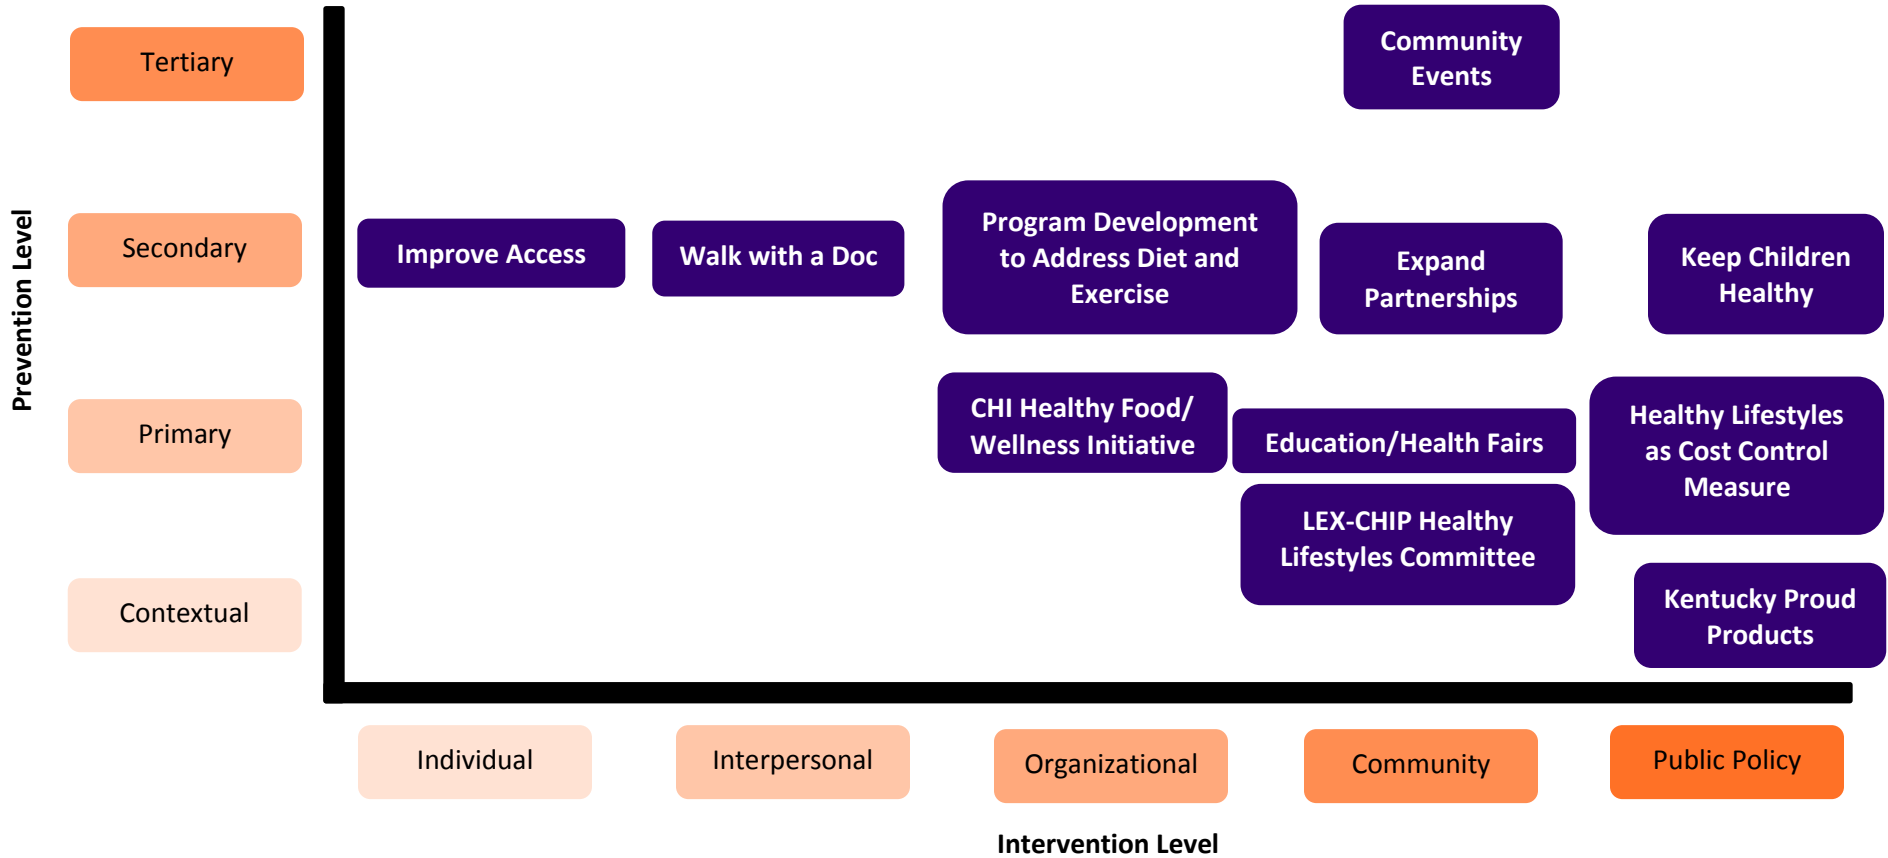 Prevention Level
Tertiary
Community
Events
Secondary
Improve Access
Walk with a Doc
Program Development
to Address Diet and
Exercise
Expand
Partnerships
Keep Children
Healthy
Primary
CHI Healthy Food/
Wellness Initiative
Education/Health Fairs
Healthy Lifestyles
as Cost Control
Measure
LEX-CHIP Healthy
Lifestyles Committee
Contextual
Kentucky Proud
Products
Individual
Interpersonal
Organizational
Community
Public Policy
Intervention Level